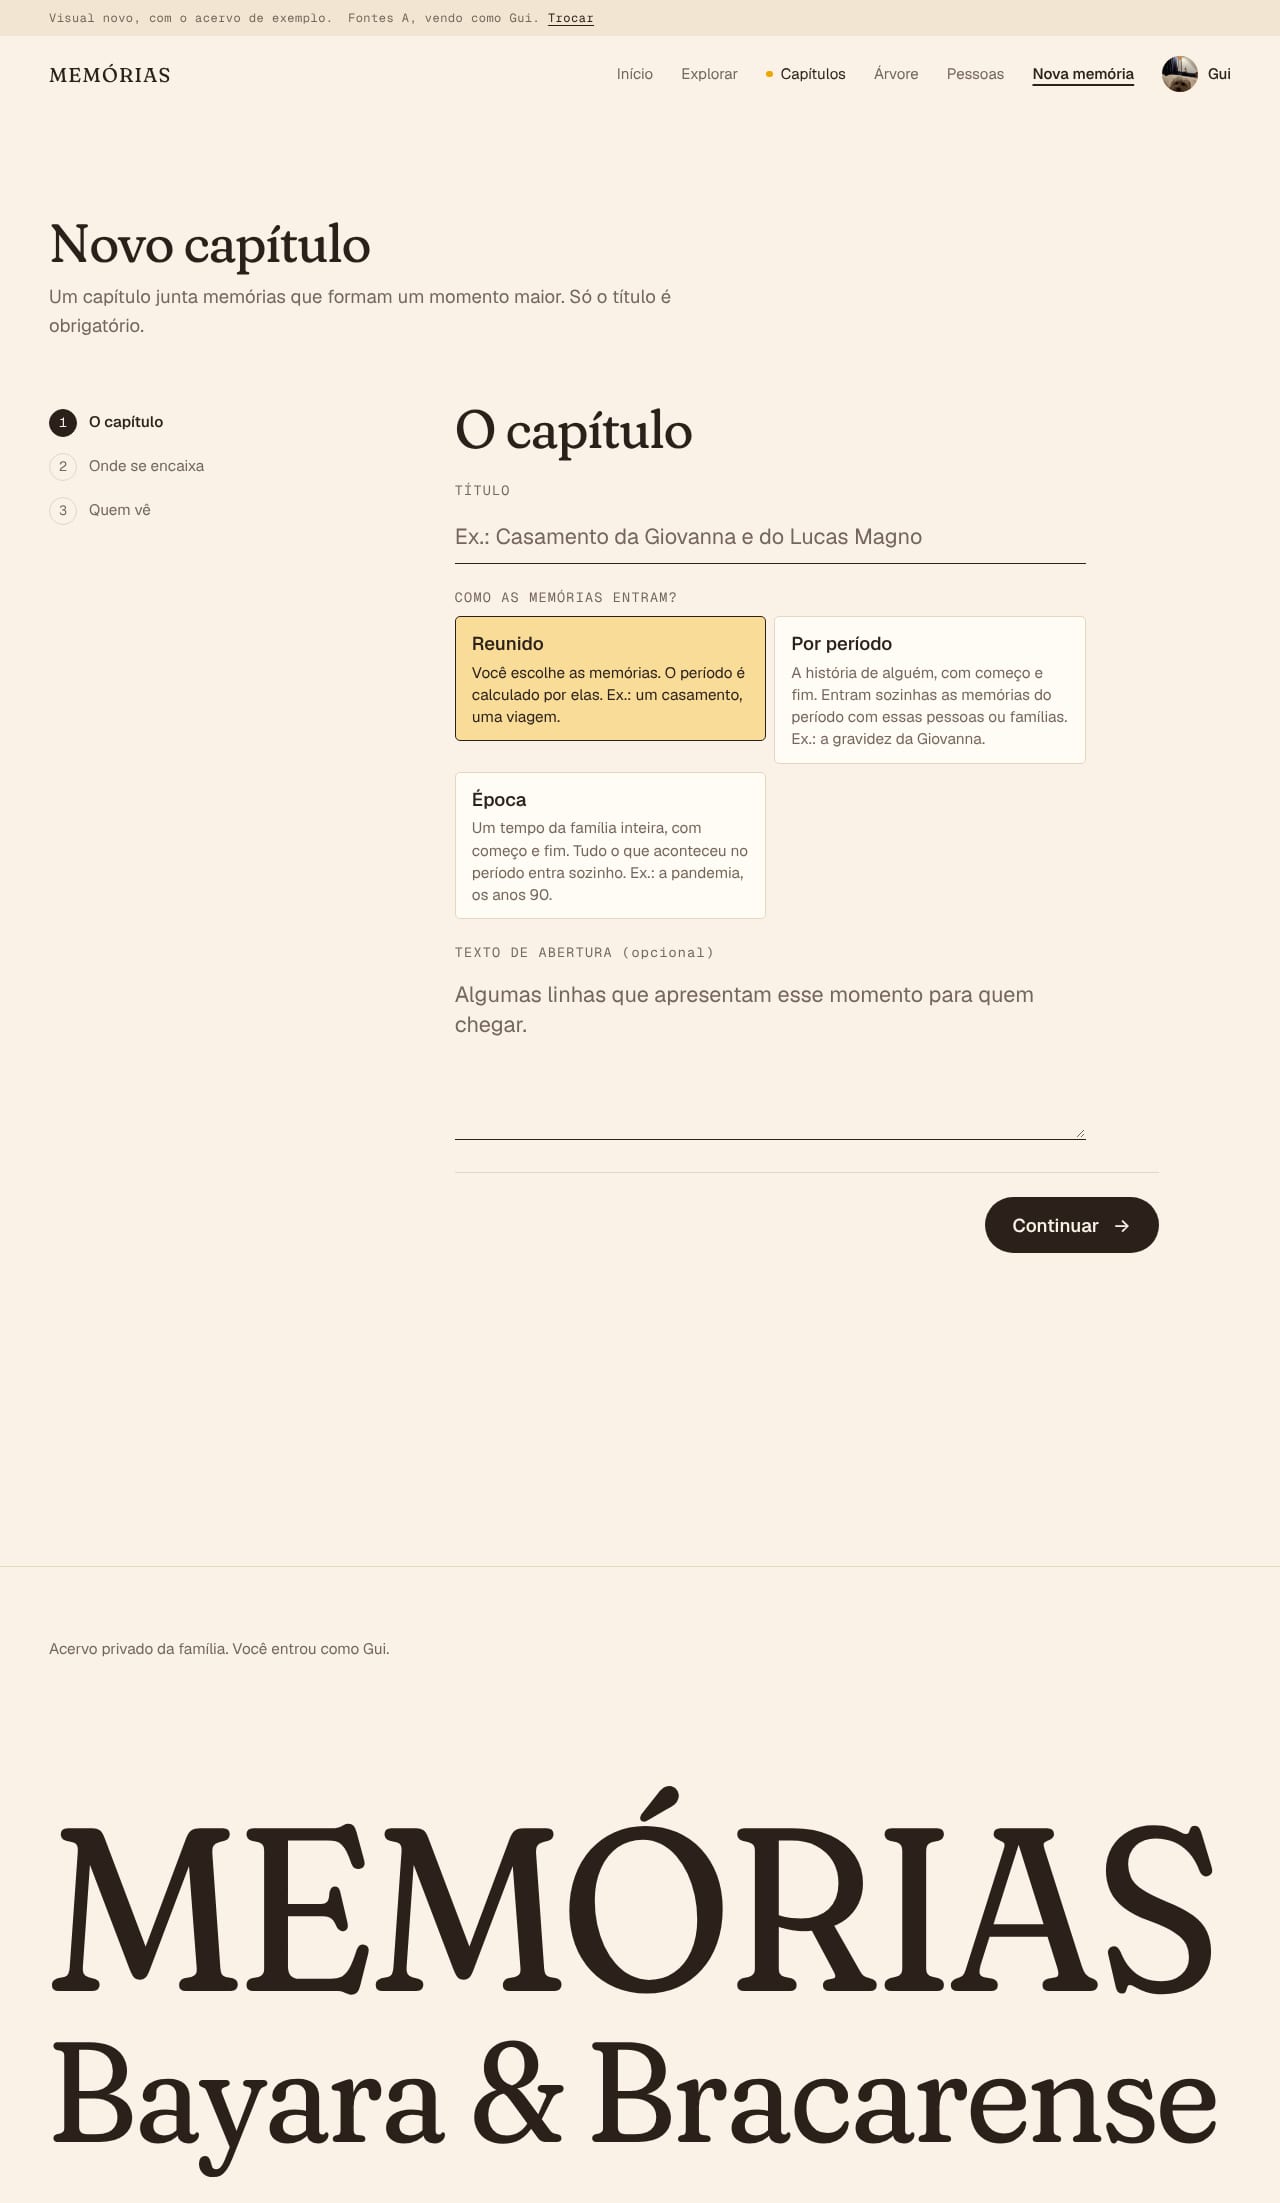 Visual novo, com o acervo de exemplo. Fontes A, vendo como Gui. Trocar
MEMÓRIAS
Início Explorar Capítulos Árvore Pessoas Nova memória Gui
Novo capítulo
Um capítulo junta memórias que formam um momento maior. Só o título é
obrigatório.
1 O capítulo
2 Onde se encaixa
3 Quem vê
O capítulo
TÍTULO
Ex.: Casamento da Giovanna e do Lucas Magno
COMO AS MEMÓRIAS ENTRAM?
Reunido
Você escolhe as memórias. O período é
calculado por elas. Ex.: um casamento,
uma viagem.
Por período
A história de alguém, com começo e
fim. Entram sozinhas as memórias do
período com essas pessoas ou famílias.
Ex.: a gravidez da Giovanna.
Época
Um tempo da família inteira, com
começo e fim. Tudo o que aconteceu no
período entra sozinho. Ex.: a pandemia,
os anos 90.
TEXTO DE ABERTURA (opcional)
Algumas linhas que apresentam esse momento para quem
chegar.
Continuar →
Acervo privado da família. Você entrou como Gui.
MEMÓRIAS
Bayara & Bracarense